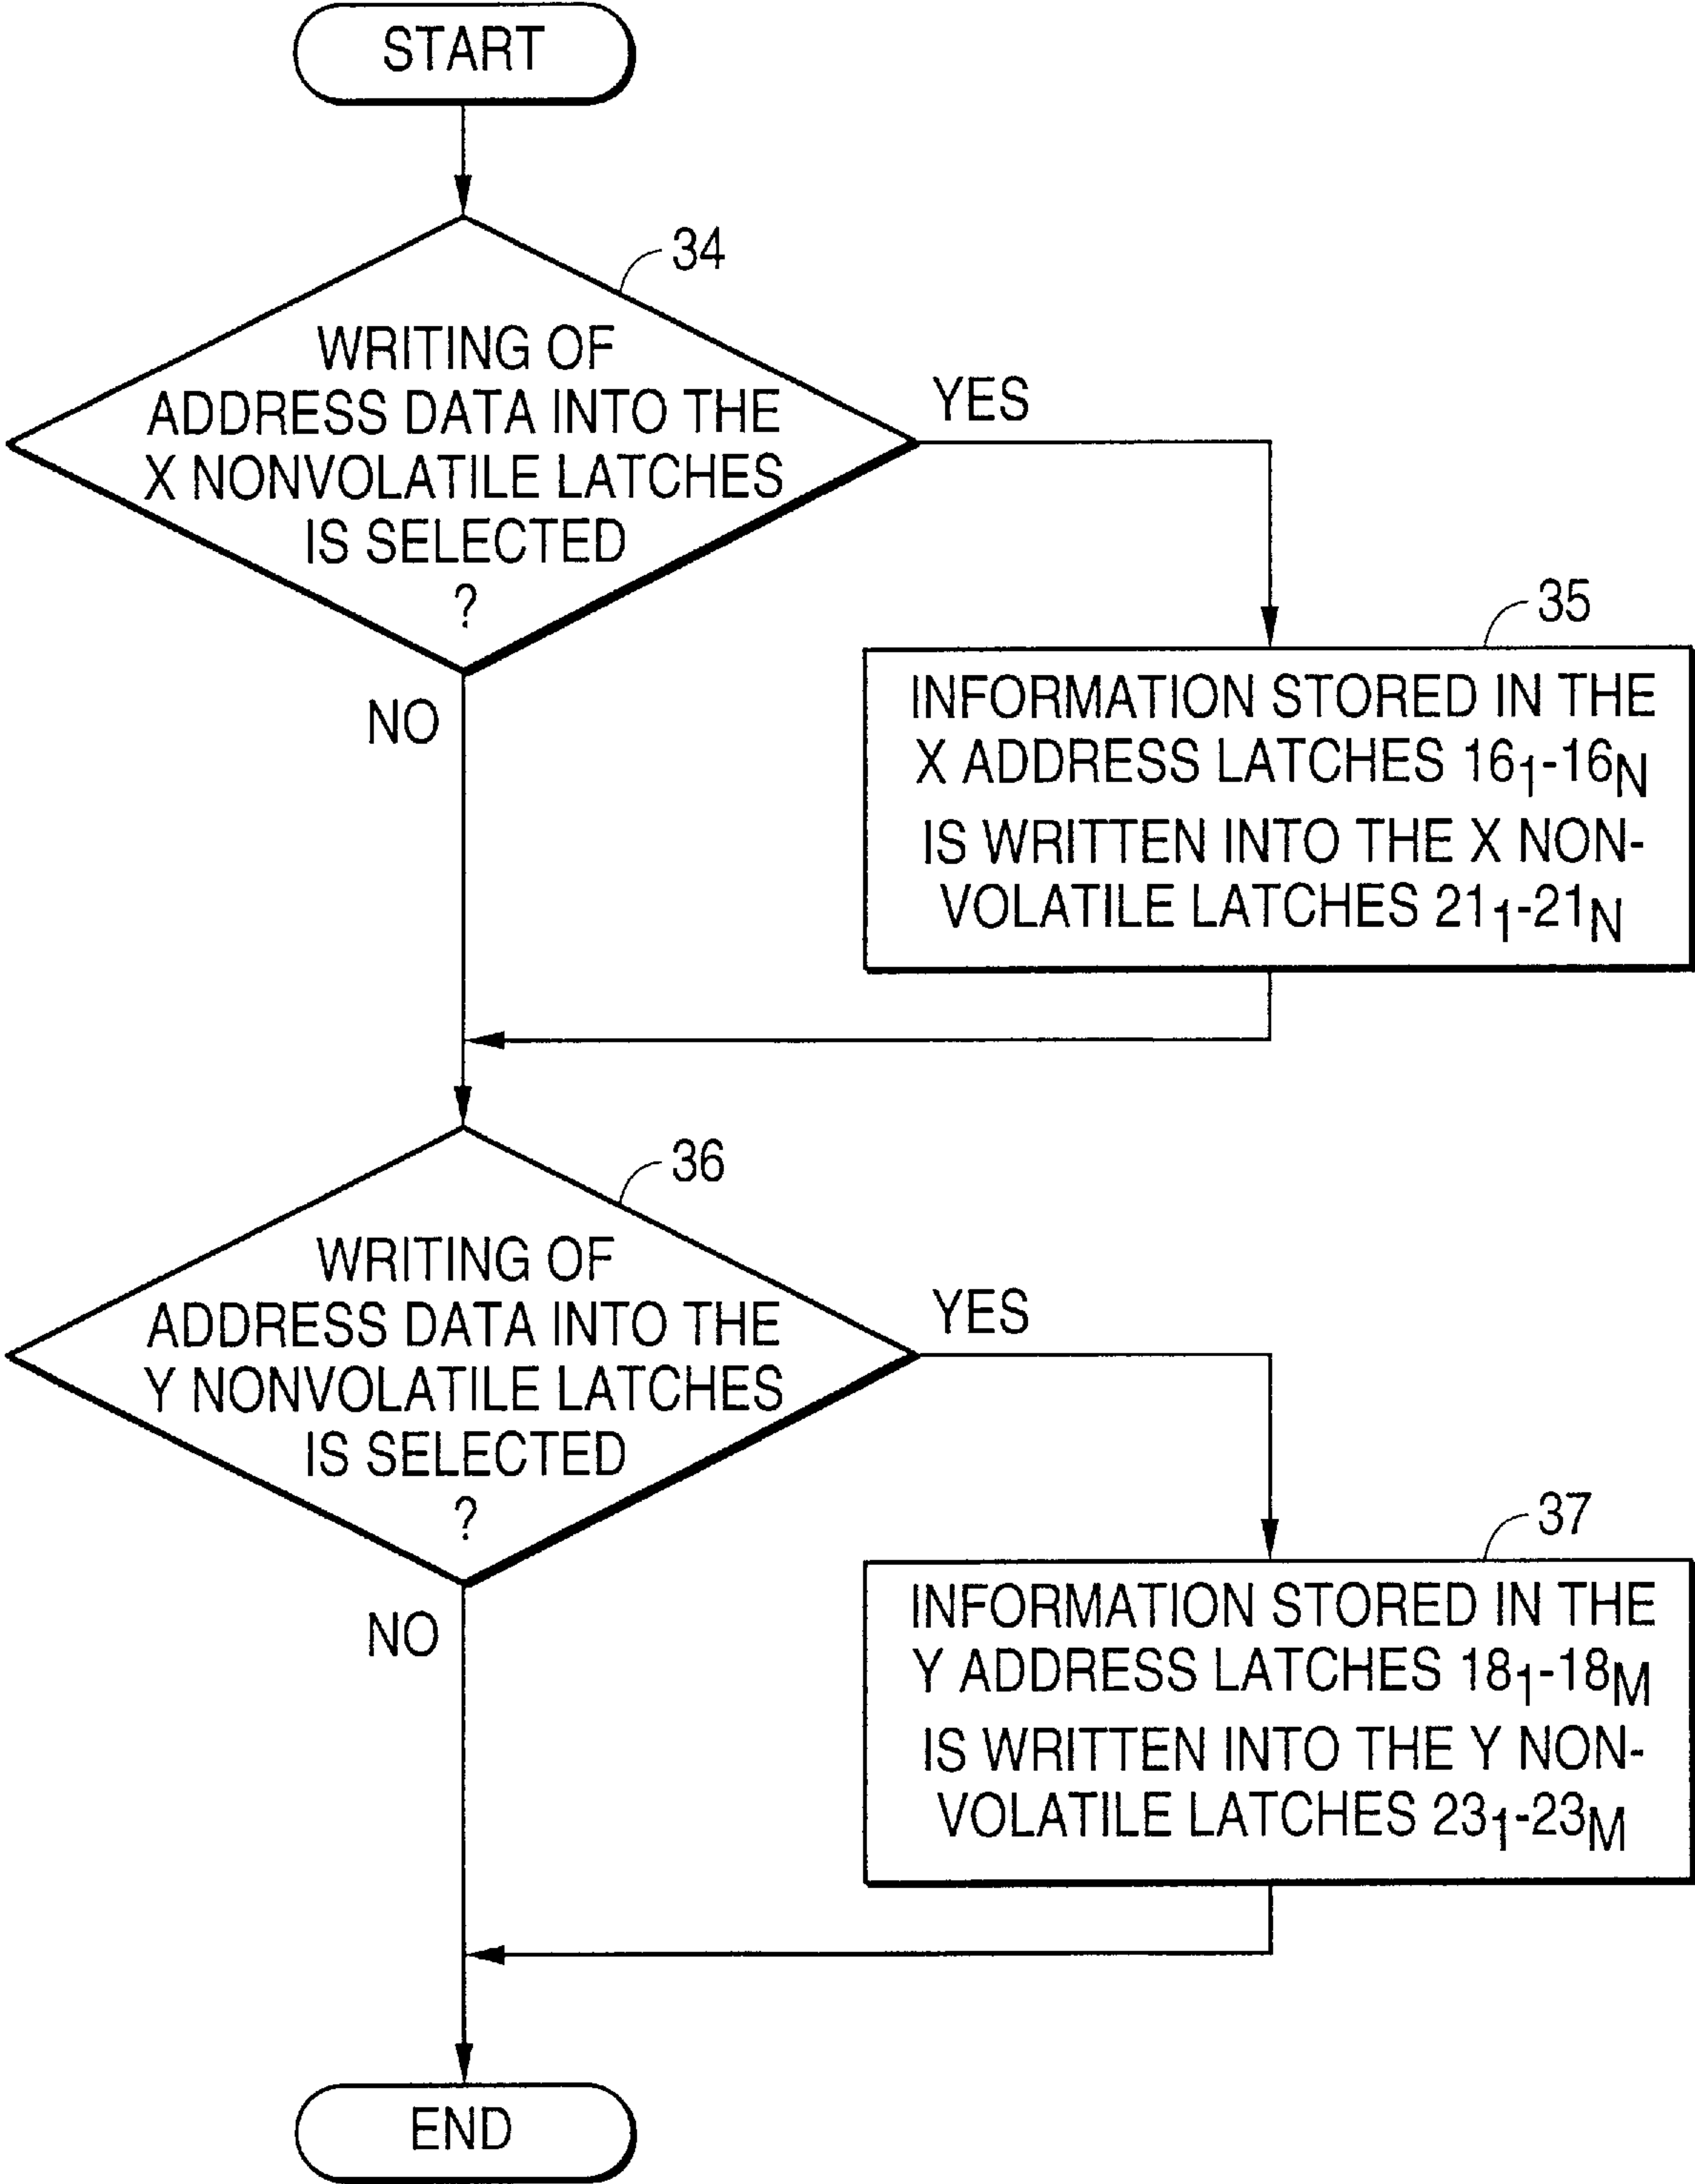 START
34
WRITING OF
ADDRESS DATA INTO THE
X NONVOLATILE LATCHES
IS SELECTED
?
YES
NO
35
INFORMATION STORED IN THE
X ADDRESS LATCHES 16₁-16N
IS WRITTEN INTO THE X NON-
VOLATILE LATCHES 21₁-21N
36
WRITING OF
ADDRESS DATA INTO THE
Y NONVOLATILE LATCHES
IS SELECTED
?
YES
NO
37
INFORMATION STORED IN THE
Y ADDRESS LATCHES 18₁-18M
IS WRITTEN INTO THE Y NON-
VOLATILE LATCHES 23₁-23M
END